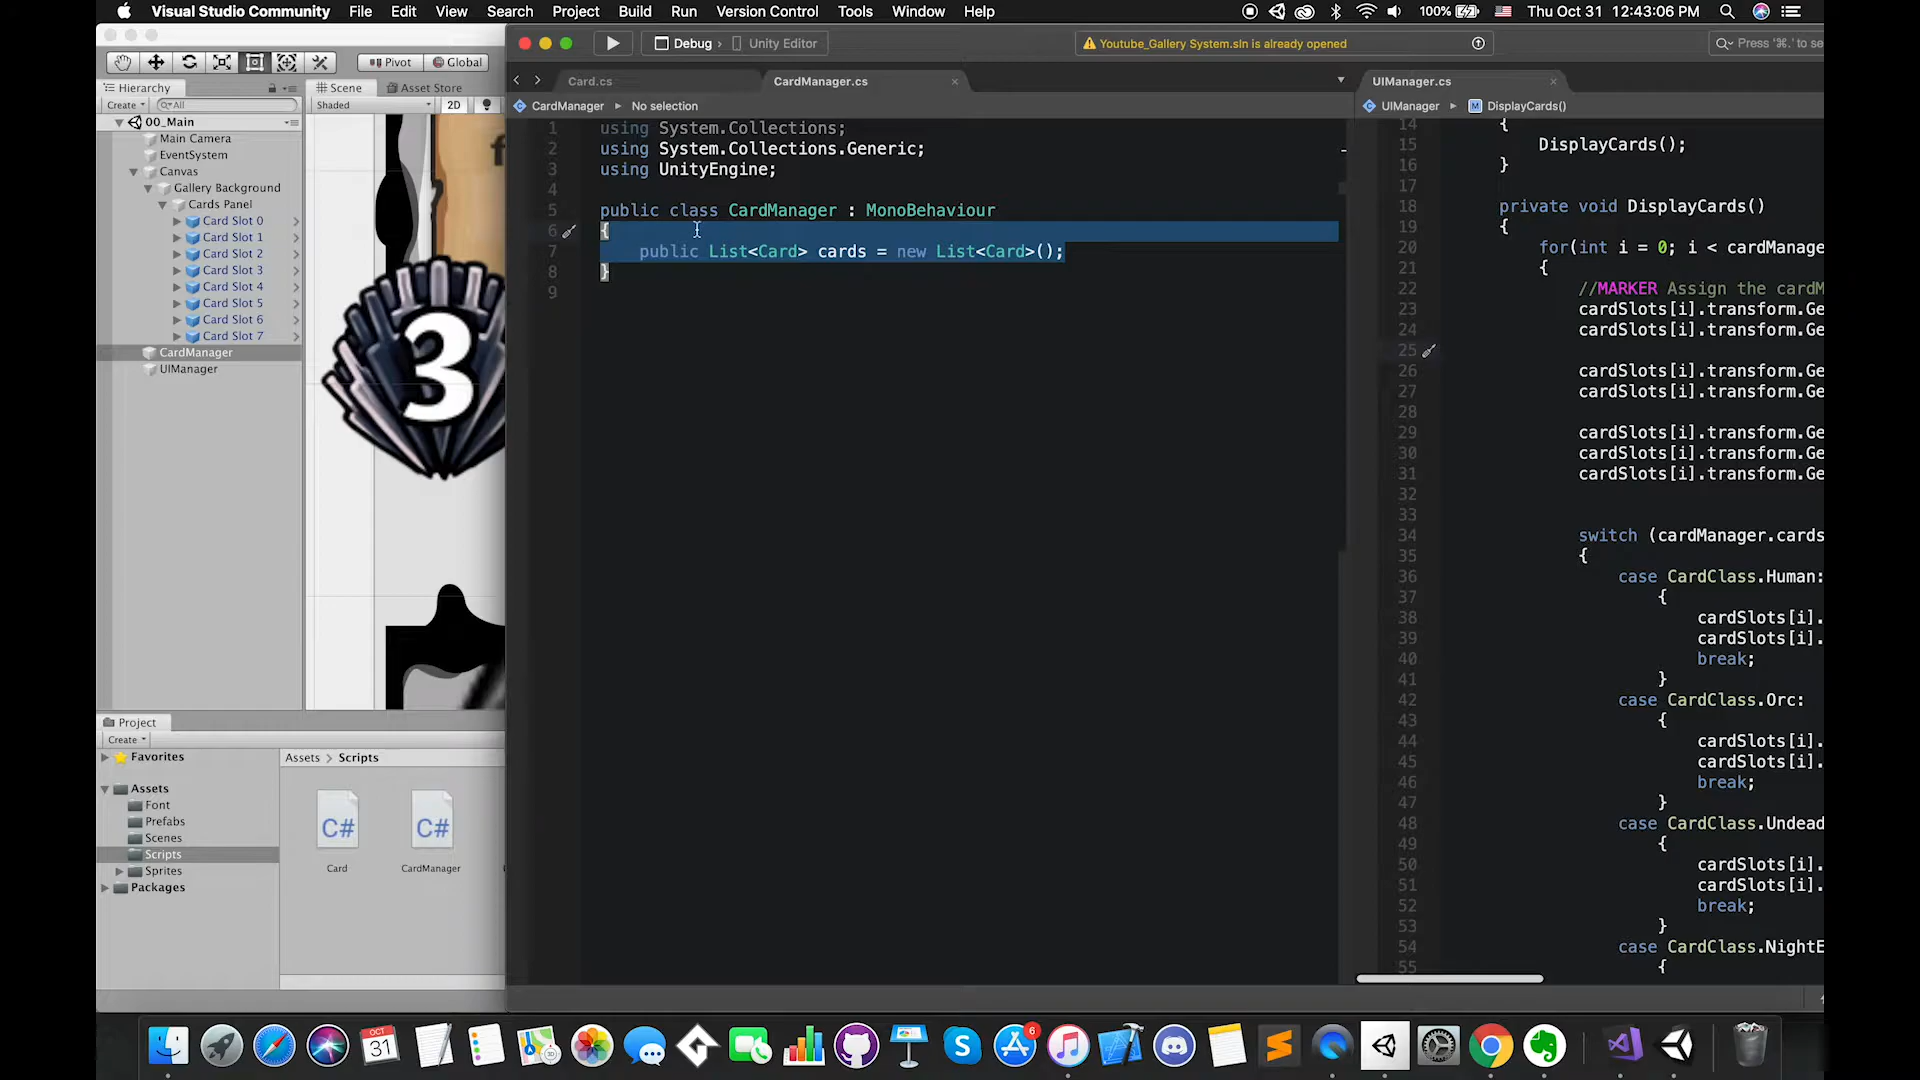 Visual Studio Community File Edit View Search Project Build Run Version Control Tools Window Help 100% Thu Oct 31 12:43:06 PM
Debug › Unity Editor
Youtube_Gallery System.sln is already opened
Press '⌘.' to se
Pivot Global
Hierarchy
Create All
00_Main
Main Camera
EventSystem
Canvas
Gallery Background
Cards Panel
Card Slot 0
Card Slot 1
Card Slot 2
Card Slot 3
Card Slot 4
Card Slot 5
Card Slot 6
Card Slot 7
CardManager
UIManager
Scene Asset Store
Shaded 2D
3
Project
Create
Favorites
Assets
Font
Prefabs
Scenes
Scripts
Sprites
Packages
Assets > Scripts
C# C#
Card CardManager
Card.cs CardManager.cs
CardManager No selection
1 using System.Collections;
2 using System.Collections.Generic;
3 using UnityEngine;
4
5 public class CardManager : MonoBehaviour
6 {
7 public List<Card> cards = new List<Card>();
8 }
9
UIManager.cs
UIManager M DisplayCards()
14 {
15 DisplayCards();
16 }
17
18 private void DisplayCards()
19 {
20 for(int i = 0; i < cardManage
21 {
22 //MARKER Assign the cardM
23 cardSlots[i].transform.Ge
24 cardSlots[i].transform.Ge
25
26 cardSlots[i].transform.Ge
27 cardSlots[i].transform.Ge
28
29 cardSlots[i].transform.Ge
30 cardSlots[i].transform.Ge
31 cardSlots[i].transform.Ge
32
33
34 switch (cardManager.cards
35 {
36 case CardClass.Human:
37 {
38 cardSlots[i].
39 cardSlots[i].
40 break;
41 }
42 case CardClass.Orc:
43 {
44 cardSlots[i].
45 cardSlots[i].
46 break;
47 }
48 case CardClass.Undead
49 {
50 cardSlots[i].
51 cardSlots[i].
52 break;
53 }
54 case CardClass.NightE
55 {
OCT
31
6